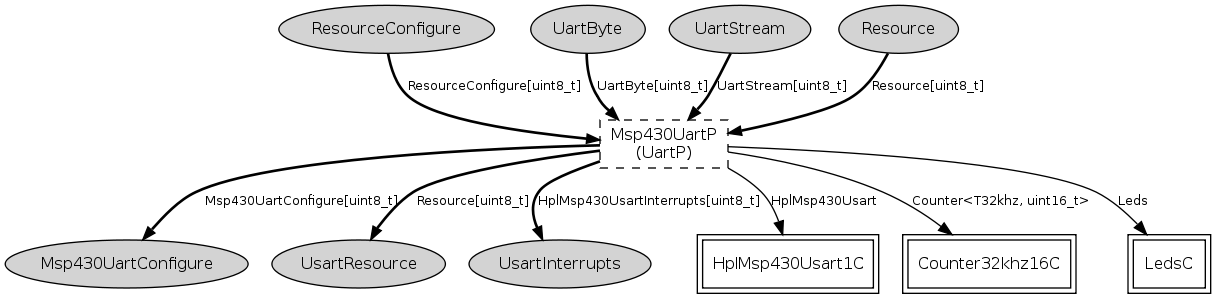 ResourceConfigure
UartByte
UartStream
Resource
ResourceConfigure[uint8_t]
UartByte[uint8_t]
UartStream[uint8_t]
Resource[uint8_t]
Msp430UartP
(UartP)
Msp430UartConfigure[uint8_t]
Resource[uint8_t]
HplMsp430UsartInterrupts[uint8_t]
HplMsp430Usart
Counter<T32khz, uint16_t>
Leds
Msp430UartConfigure
UsartResource
UsartInterrupts
HplMsp430Usart1C
Counter32khz16C
LedsC